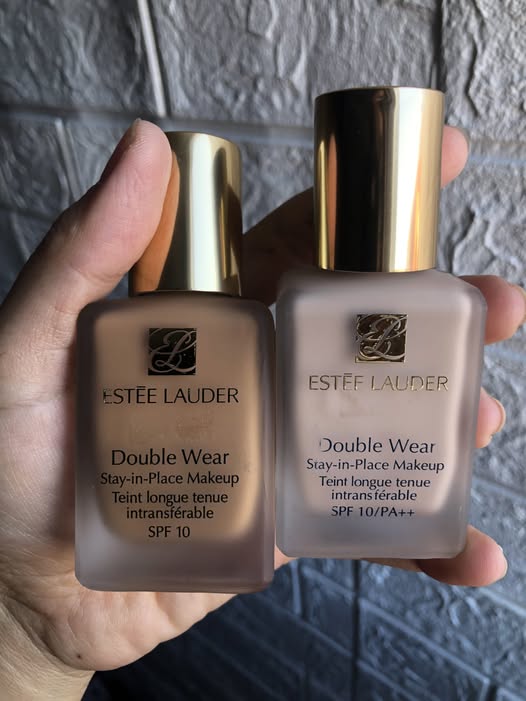 ESTĒE LAUDER
Double Wear
Stay-in-Place Makeup
Teint longue tenue
intransférable
SPF 10
ESTĒE LAUDER
Double Wear
Stay-in-Place Makeup
Teint longue tenue
intransférable
SPF 10/PA++